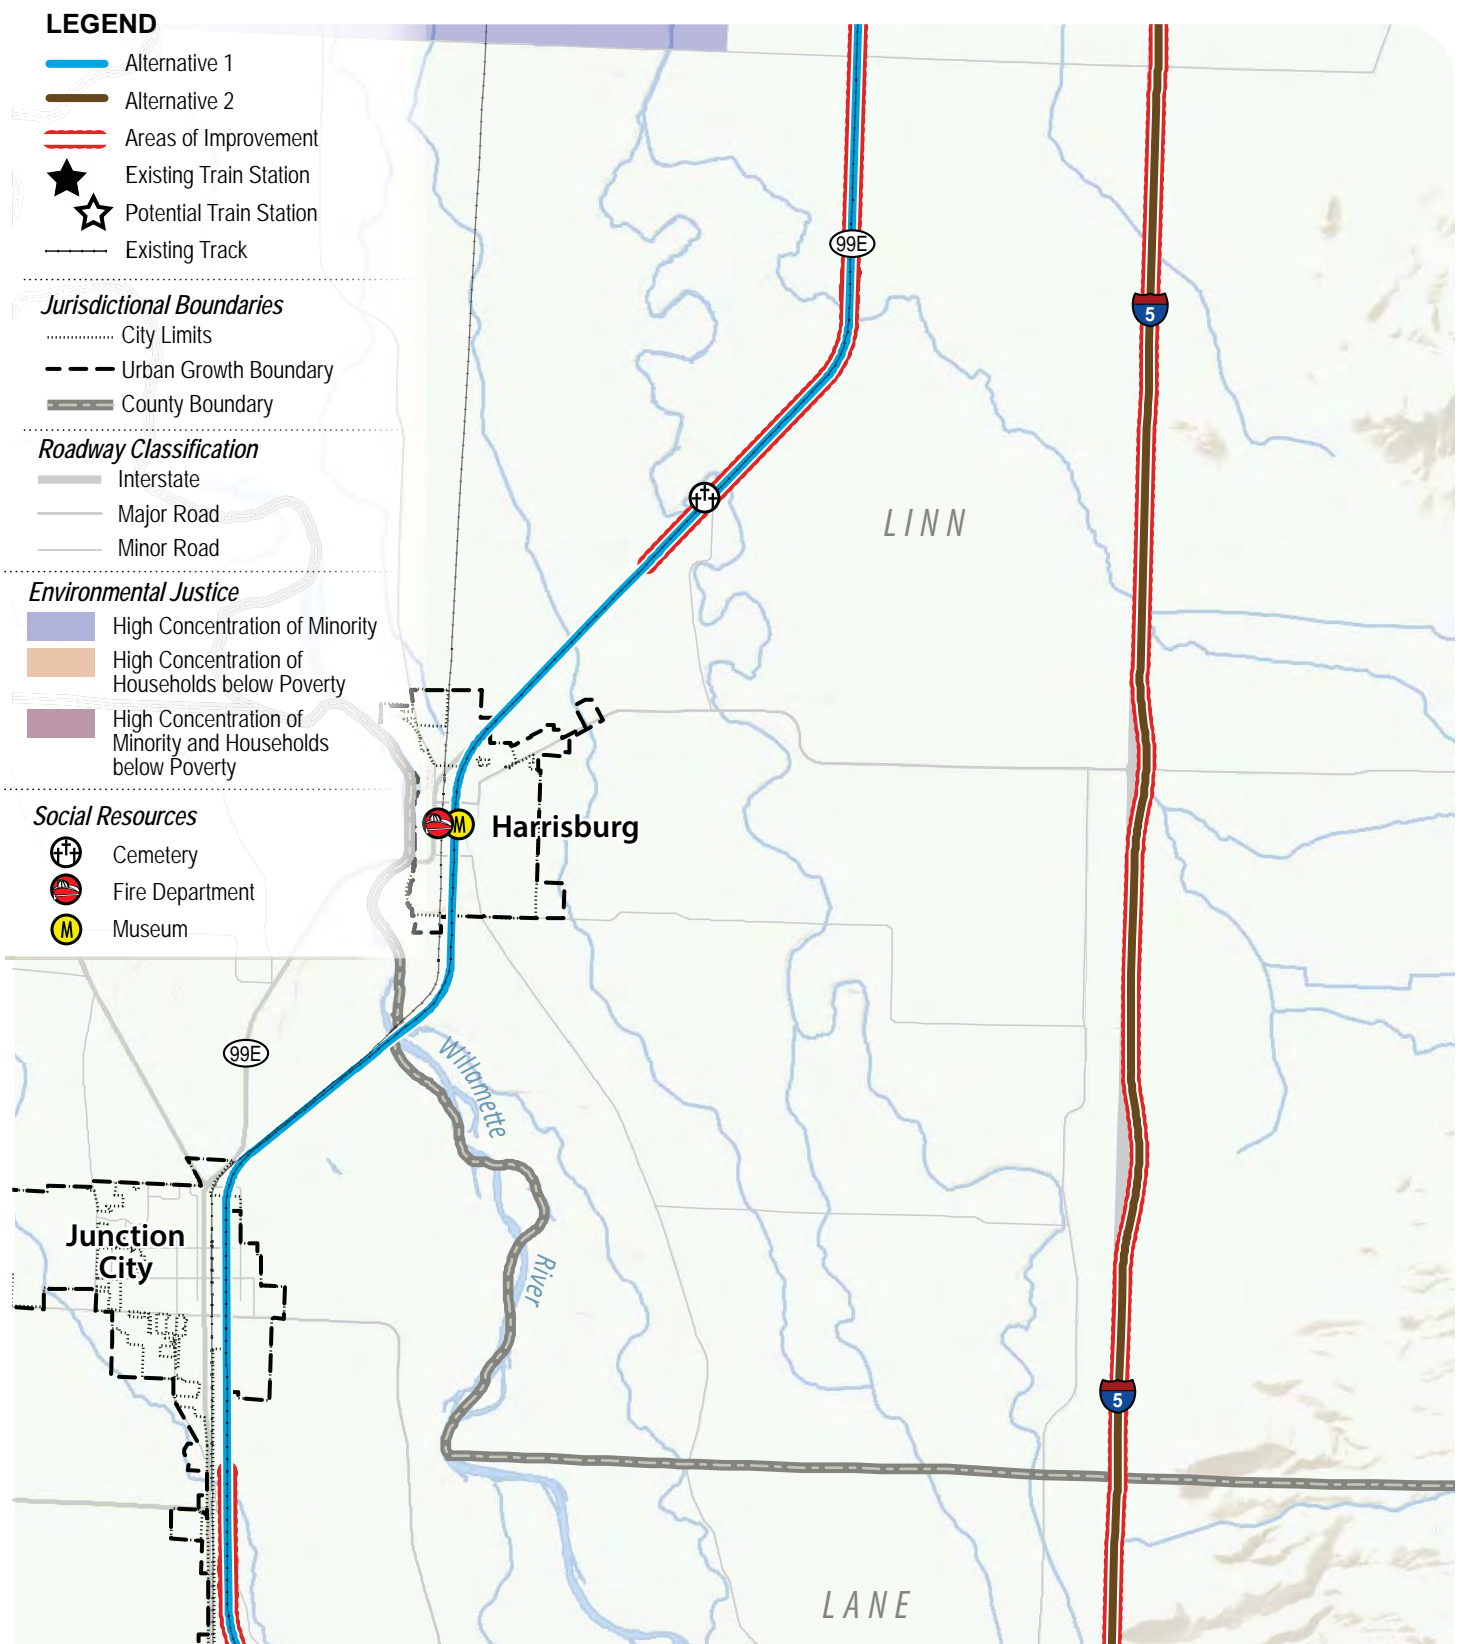 LEGEND
Alternative 1
Alternative 2
Areas of Improvement
Existing Train Station
Potential Train Station
Existing Track
Jurisdictional Boundaries
City Limits
Urban Growth Boundary
County Boundary
Roadway Classification
Interstate
Major Road
Minor Road
Environmental Justice
High Concentration of Minority
High Concentration of
Households below Poverty
High Concentration of
Minority and Households
below Poverty
Social Resources
Cemetery
Fire Department
M
Museum
99E
5
LINN
M
Harrisburg
99E
Willamette
River
Junction
City
5
LANE